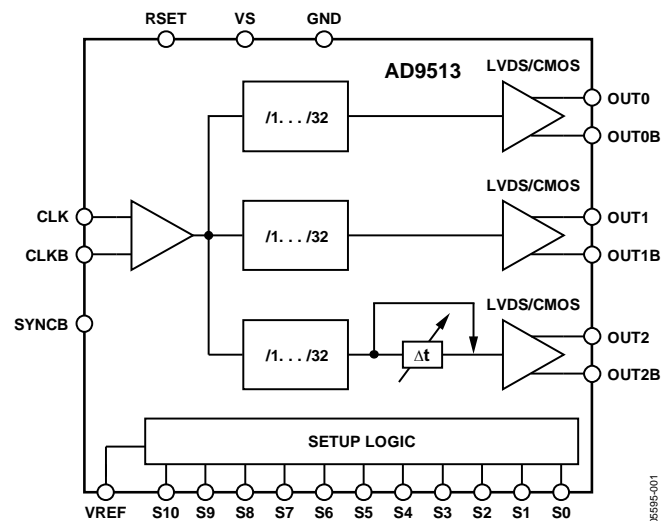 RSET VS GND
AD9513
LVDS/CMOS
/1. . . /32
OUT0
OUT0B
LVDS/CMOS
CLK
/1. . . /32
OUT1
CLKB
OUT1B
LVDS/CMOS
SYNCB
/1. . . /32
Δt
OUT2
OUT2B
SETUP LOGIC
VREF S10 S9 S8 S7 S6 S5 S4 S3 S2 S1 S0
05595-001